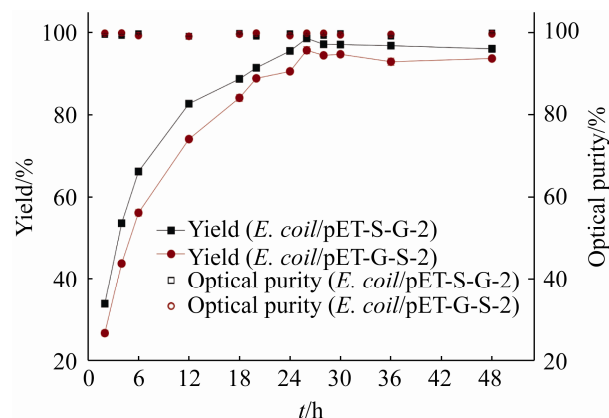 100
80
60
40
20
Yield/%
100
80
60
40
20
Optical purity/%
Yield (E. coil/pET-S-G-2)
Yield (E. coil/pET-G-S-2)
Optical purity (E. coil/pET-S-G-2)
Optical purity (E. coil/pET-G-S-2)
0 6 12 18 24 30 36 42 48
t/h